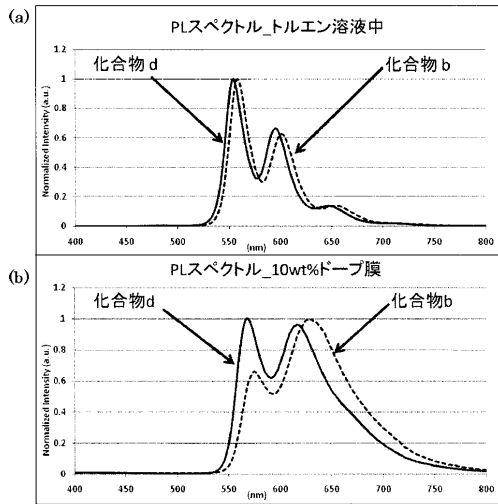 (a)
PLスペクトル_トルエン溶液中
化合物 d
化合物 b
Normalized Intensity (a.u.)
1.2
1
0.8
0.6
0.4
0.2
0
400 450 500 550 600 650 700 750 800
(nm)
(b)
PLスペクトル_10wt%ドープ膜
化合物d
化合物b
Normalized Intensity (a.u.)
1.2
1
0.8
0.6
0.4
0.2
0
400 450 500 550 600 650 700 750 800
(nm)